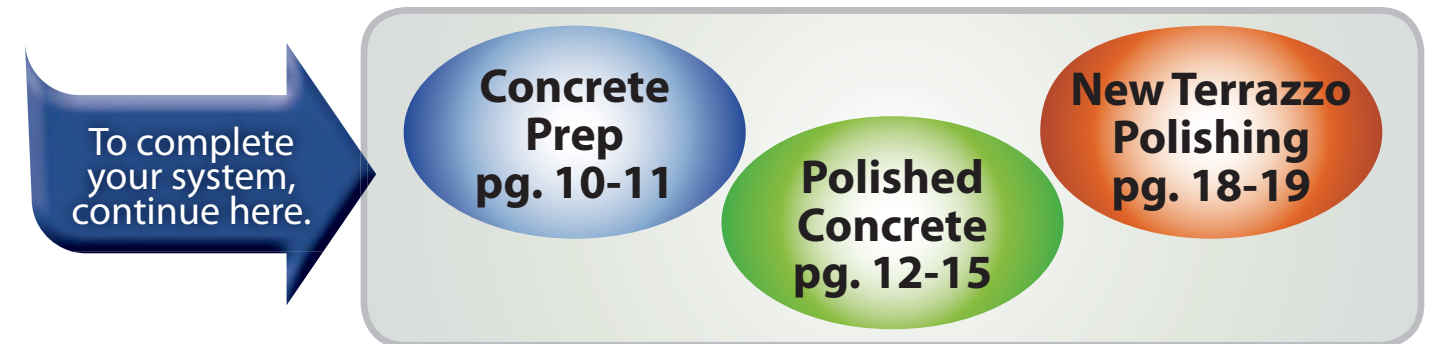 To complete
your system,
continue here.
Concrete
Prep
pg. 10-11
Polished
Concrete
pg. 12-15
New Terrazzo
Polishing
pg. 18-19